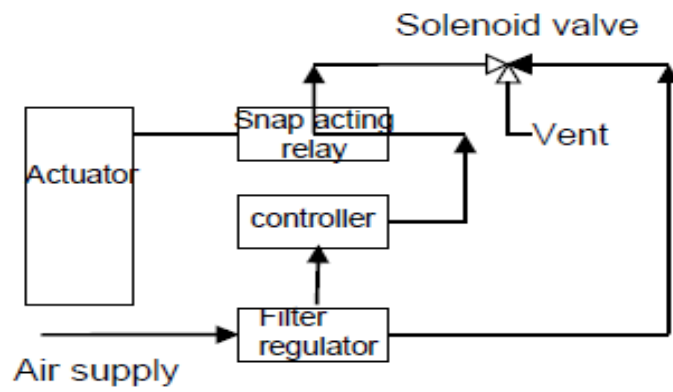 Solenoid valve
Snap acting
relay
Vent
Actuator
controller
Filter
regulator
Air supply